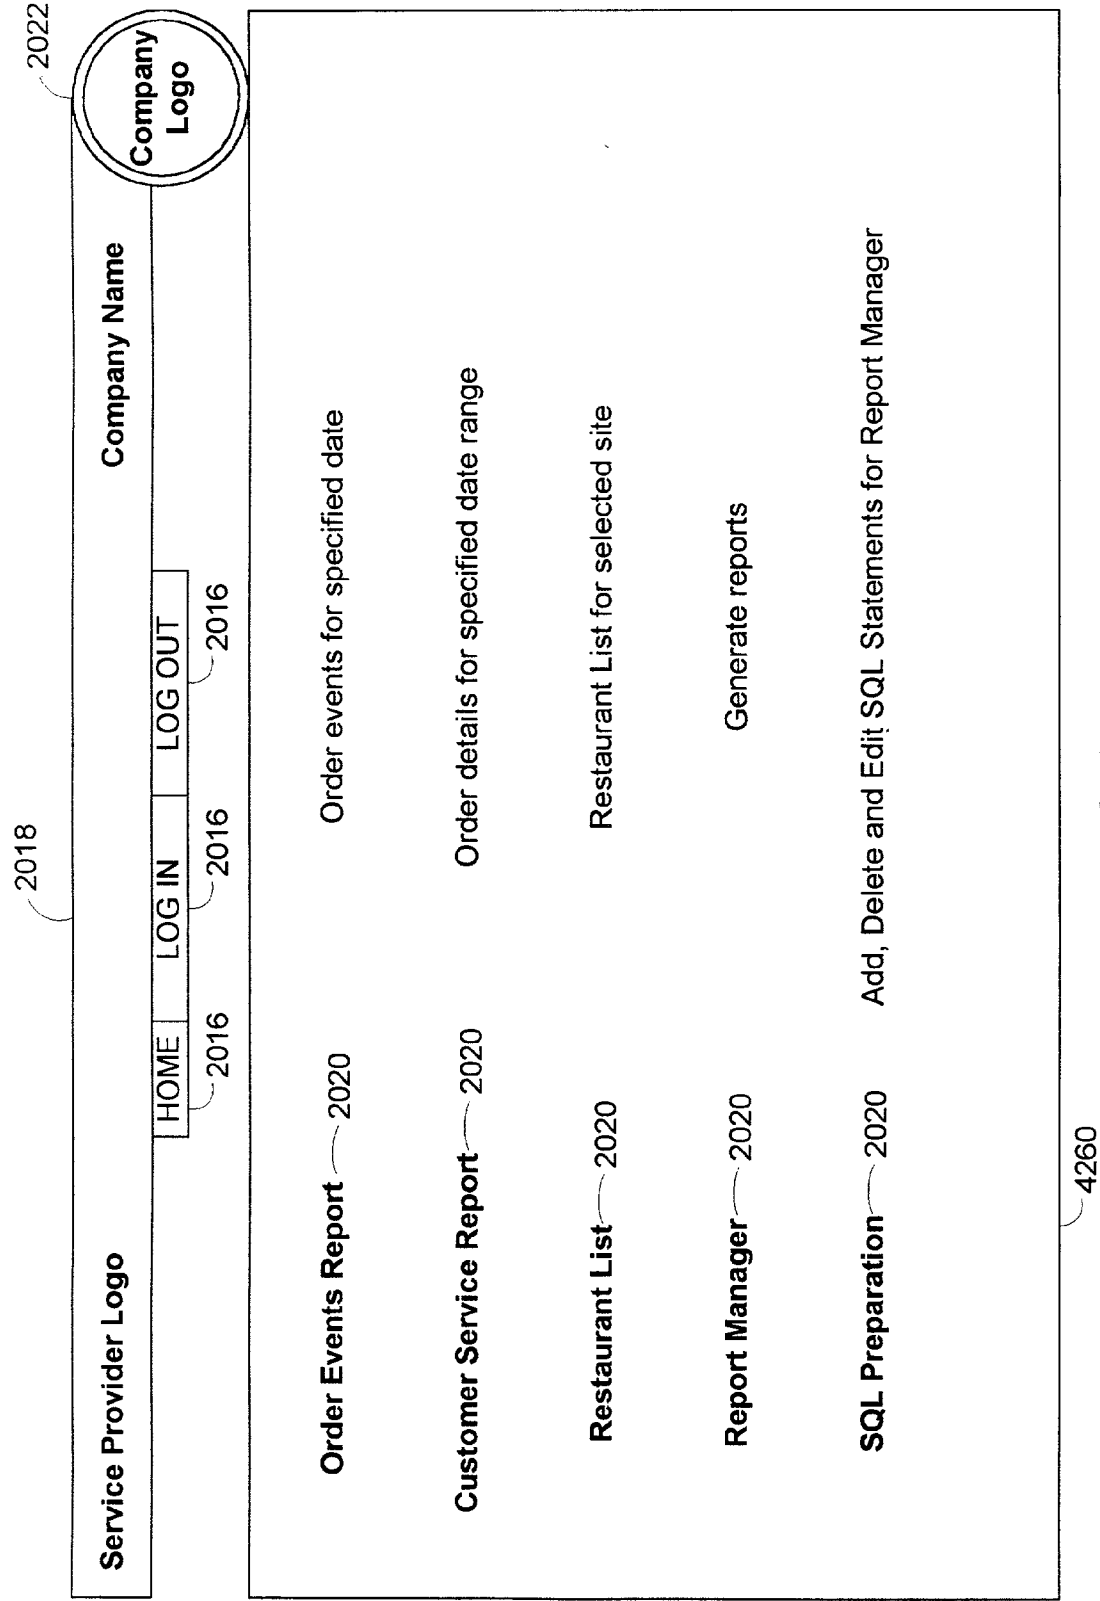 2018
2022
Service Provider Logo
Company Name
Company
Logo
HOME
LOG IN
LOG OUT
2016
2016
2016
Order Events Report 2020 Order events for specified date
Customer Service Report 2020 Order details for specified date range
Restaurant List 2020 Restaurant List for selected site
Report Manager 2020 Generate reports
SQL Preparation 2020 Add, Delete and Edit SQL Statements for Report Manager
4260